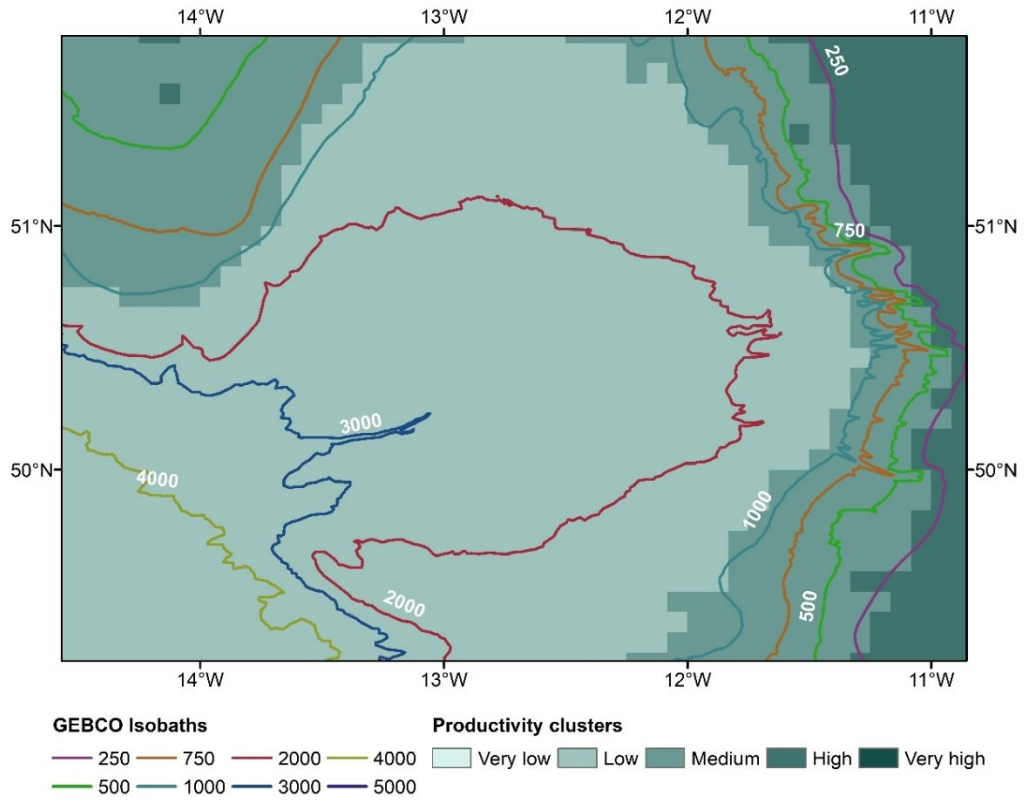 14°W 13°W 12°W 11°W
250
51°N 750 51°N
3000
50°N 4000 50°N
1000
2000 500
14°W 13°W 12°W 11°W
GEBCO Isobaths Productivity clusters
250 750 2000 4000 Very low Low Medium High Very high
500 1000 3000 5000